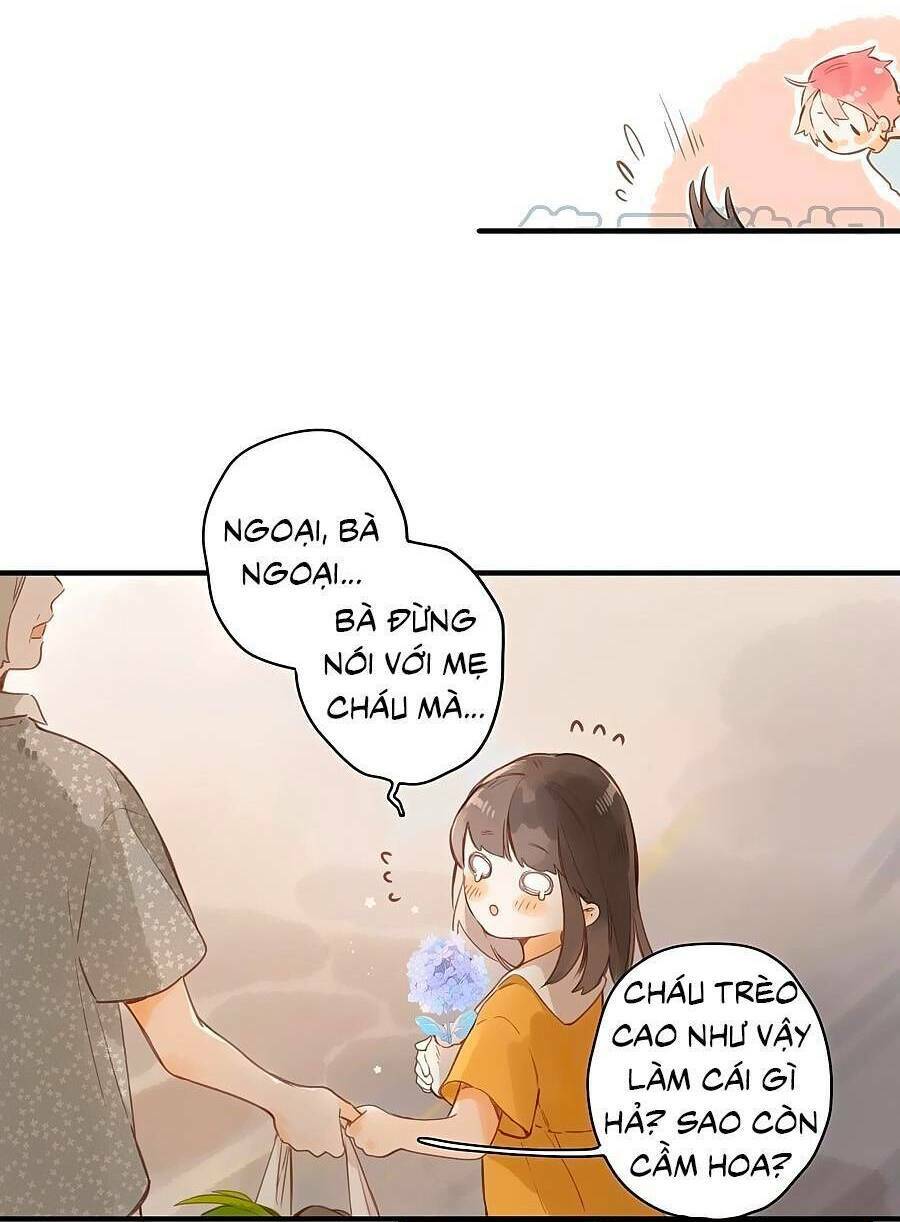 NGOẠI, BÀ
NGOẠI...
BÀ ĐỪNG
NÓI VỚI MẸ
CHÁU MÀ...
CHÁU TRÈO
CAO NHƯ VẬY
LÀM CÁI GÌ
HẢ? SAO CÒN
CẦM HOA?